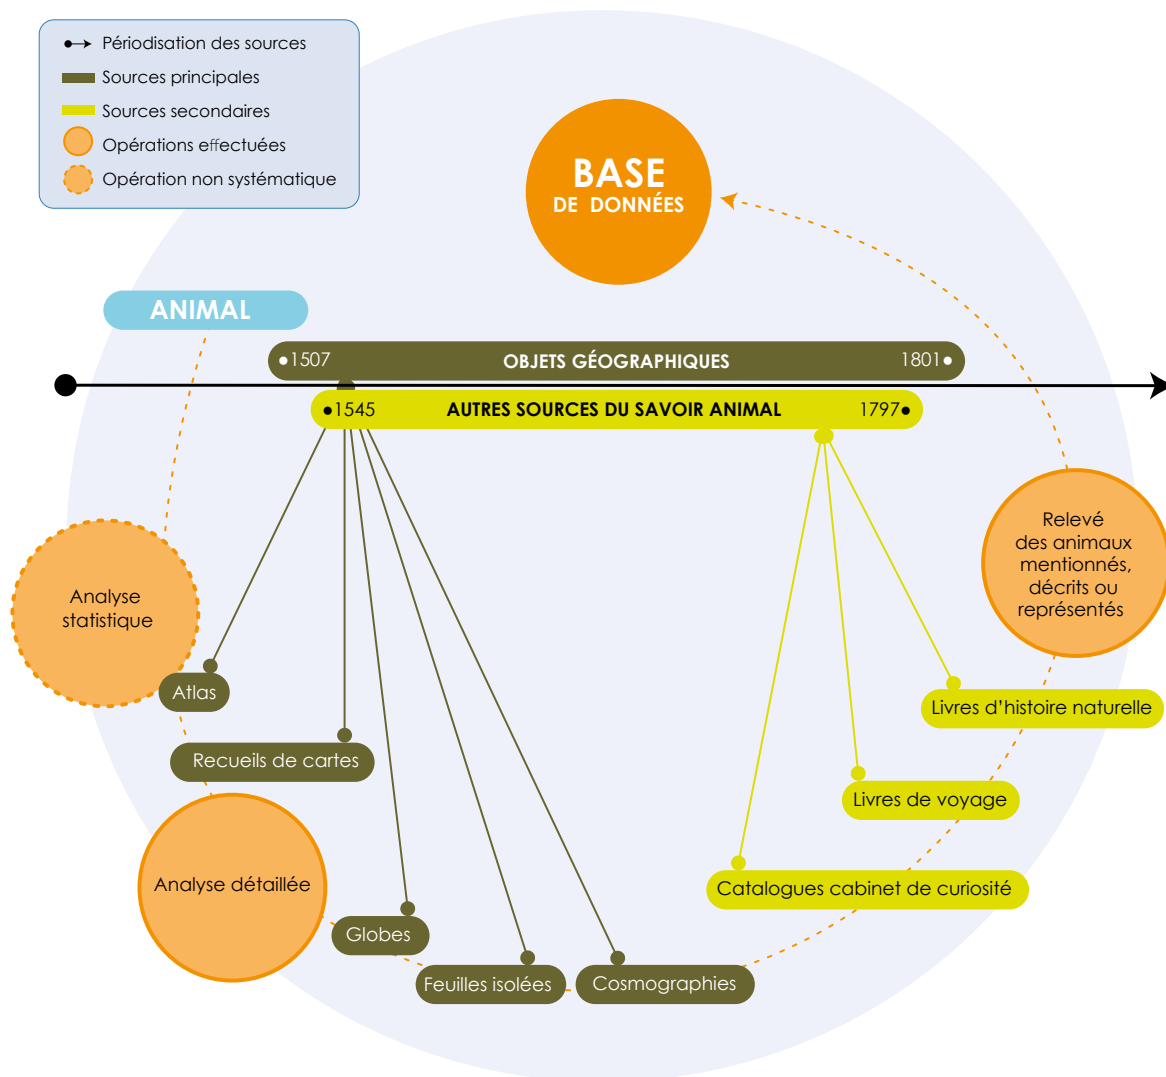 Périodisation des sources
Sources principales
Sources secondaires
Opérations effectuées
Opération non systématique
BASE
DE DONNÉES
ANIMAL
1507 OBJETS GÉOGRAPHIQUES 1801
1545 AUTRES SOURCES DU SAVOIR ANIMAL 1797
Relevé
des animaux
mentionnés,
décrits ou
représentés
Analyse
statistique
Atlas
Recueils de cartes
Analyse détaillée
Globes
Feuilles isolées
Cosmographies
Livres d’histoire naturelle
Livres de voyage
Catalogues cabinet de curiosité